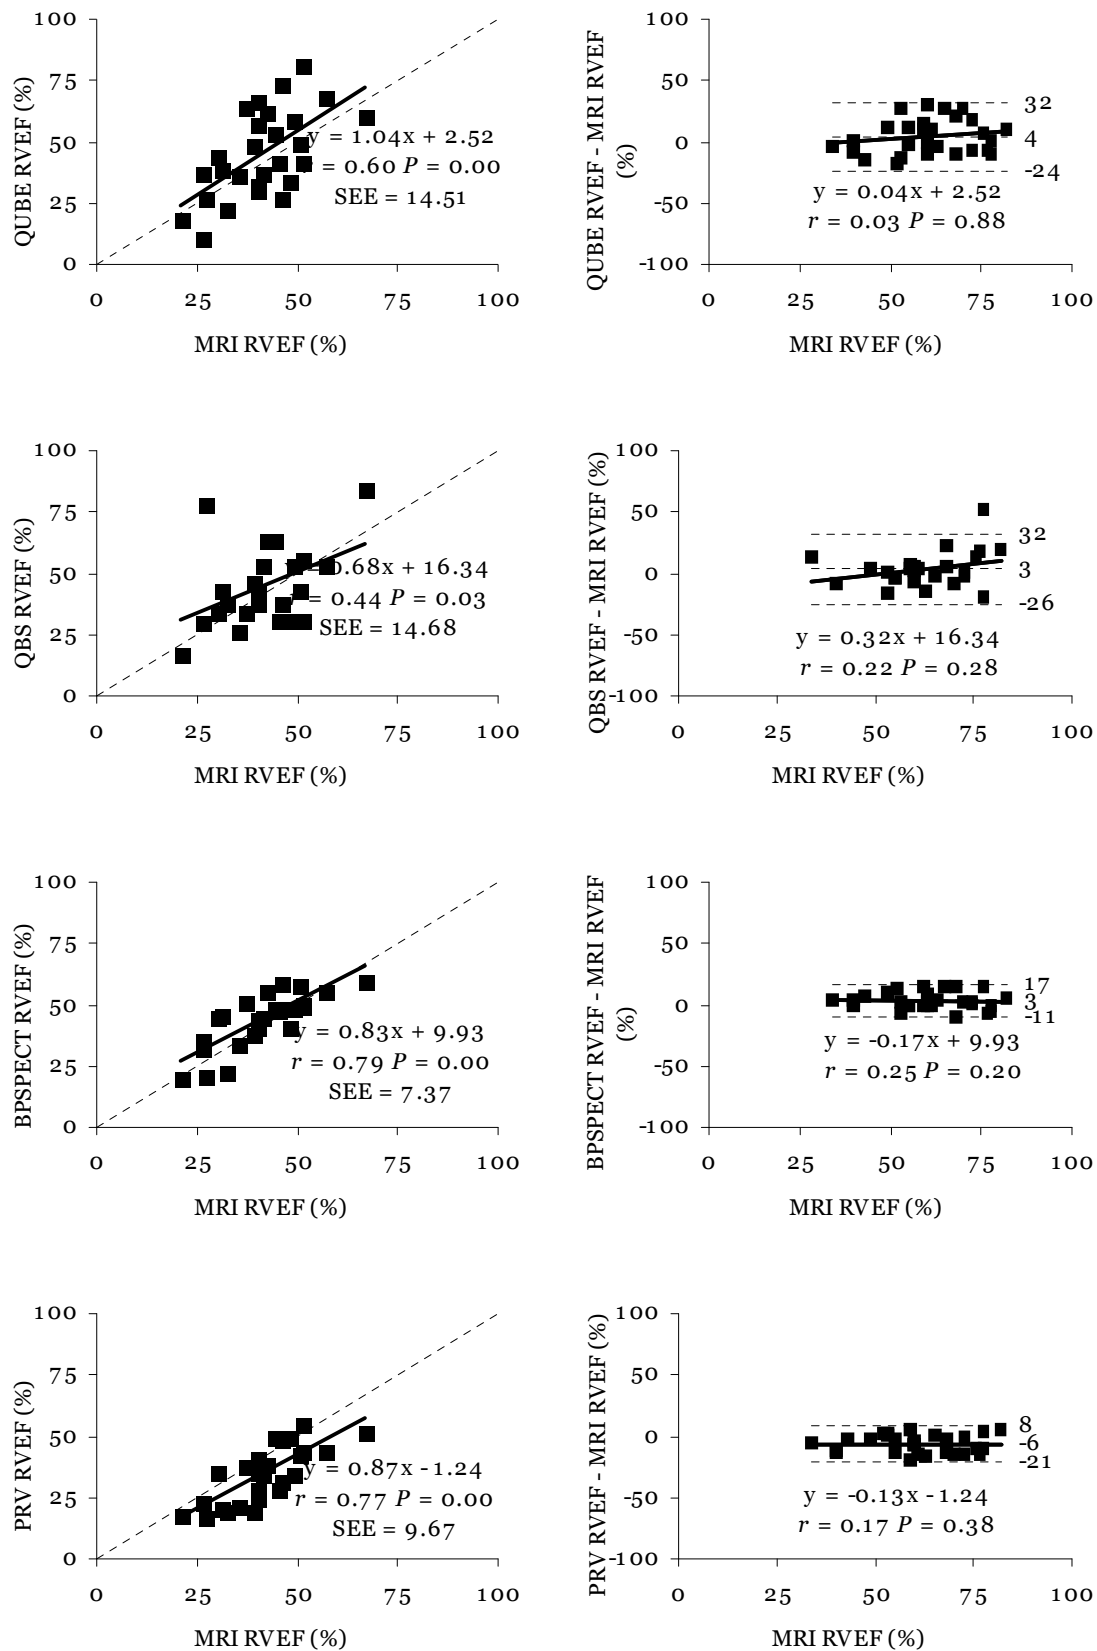 100
75
50
25
0
QUBE RVEF (%)
y = 1.04x + 2.52
= 0.60 P = 0.00
SEE = 14.51
0 25 50 75 100
MRI RVEF (%)
100
50
0
-50
-100
QUBE RVEF - MRI RVEF
(%)
32
4
-24
y = 0.04x + 2.52
r = 0.03 P = 0.88
0 25 50 75 100
MRI RVEF (%)
100
75
50
25
0
QBS RVEF (%)
0.68x + 16.34
= 0.44 P = 0.03
SEE = 14.68
0 25 50 75 100
MRI RVEF (%)
100
50
0
-50
-100
QBS RVEF - MRI RVEF (%)
32
3
-26
y = 0.32x + 16.34
r = 0.22 P = 0.28
0 25 50 75 100
MRI RVEF (%)
100
75
50
25
0
BPSPECT RVEF (%)
y = 0.83x + 9.93
r = 0.79 P = 0.00
SEE = 7.37
0 25 50 75 100
MRI RVEF (%)
100
50
0
-50
-100
BPSPECT RVEF - MRI RVEF
(%)
17
3
-11
y = -0.17x + 9.93
r = 0.25 P = 0.20
0 25 50 75 100
MRI RVEF (%)
100
75
50
25
0
PRV RVEF (%)
y = 0.87x - 1.24
r = 0.77 P = 0.00
SEE = 9.67
0 25 50 75 100
MRI RVEF (%)
100
50
0
-50
-100
PRV RVEF - MRI RVEF (%)
8
-6
-21
y = -0.13x - 1.24
r = 0.17 P = 0.38
0 25 50 75 100
MRI RVEF (%)